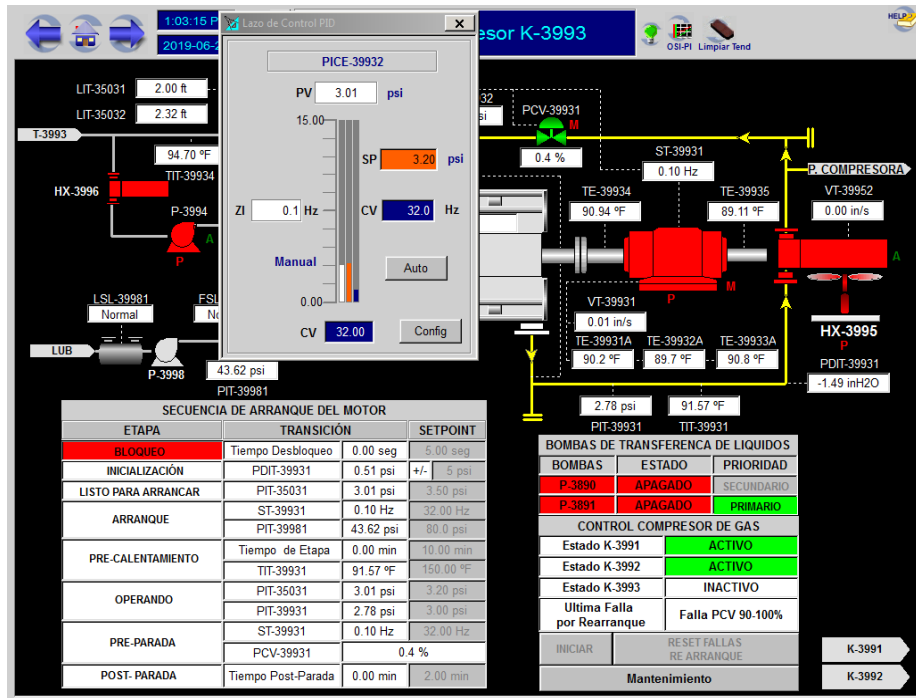 1:03:15 P
2019-06-2
Lazo de Control PID
esor K-3993
OSI-PI
Limpiar Tend
HELP
PICE-39932
PV 3.01 psi
15.00
SP 3.20 psi
ZI 0.1 Hz
CV 32.0 Hz
Manual
Auto
0.00
CV 32.00
Config
LIT-35031 2.00 ft
LIT-35032 2.32 ft
T-3993
94.70 ºF
TIT-39934
HX-3996
P-3994
A
P
LSL-39981
Normal
FSL
LUB
P-3998
43.62 psi
PIT-39981
32
si
PCV-39931
M
0.4 %
ST-39931
0.10 Hz
P. COMPRESORA
TE-39934
90.94 ºF
TE-39935
89.11 ºF
VT-39952
0.00 in/s
A
P
M
VT-39931
0.01 in/s
HX-3995
P
TE-39931A
90.2 ºF
TE-39932A
89.7 ºF
TE-39933A
90.8 ºF
PDIT-39931
-1.49 inH2O
2.78 psi
PIT-39931
91.57 ºF
TIT-39931
SECUENCIA DE ARRANQUE DEL MOTOR
ETAPA TRANSICIÓN SETPOINT
BLOQUEO Tiempo Desbloqueo 0.00 seg 5.00 seg
INICIALIZACIÓN PDIT-39931 0.51 psi +/- 5 psi
LISTO PARA ARRANCAR PIT-35031 3.01 psi 3.50 psi
ARRANQUE ST-39931 0.10 Hz 32.00 Hz
PIT-39981 43.62 psi 80.0 psi
PRE-CALENTAMIENTO Tiempo de Etapa 0.00 min 10.00 min
TIT-39931 91.57 ºF 150.00 ºF
OPERANDO PIT-35031 3.01 psi 3.20 psi
PIT-39931 2.78 psi 3.00 psi
PRE-PARADA ST-39931 0.10 Hz 32.00 Hz
PCV-39931 0.4 %
POST- PARADA Tiempo Post-Parada 0.00 min 2.00 min
BOMBAS DE TRANSFERENCA DE LIQUIDOS
BOMBAS ESTADO PRIORIDAD
P-3890 APAGADO SECUNDARIO
P-3891 APAGADO PRIMARIO
CONTROL COMPRESOR DE GAS
Estado K-3991 ACTIVO
Estado K-3992 ACTIVO
Estado K-3993 INACTIVO
Ultima Falla
por Rearranque
Falla PCV 90-100%
INICIAR
RESET FALLAS
RE ARRANQUE
Mantenimiento
K-3991
K-3992